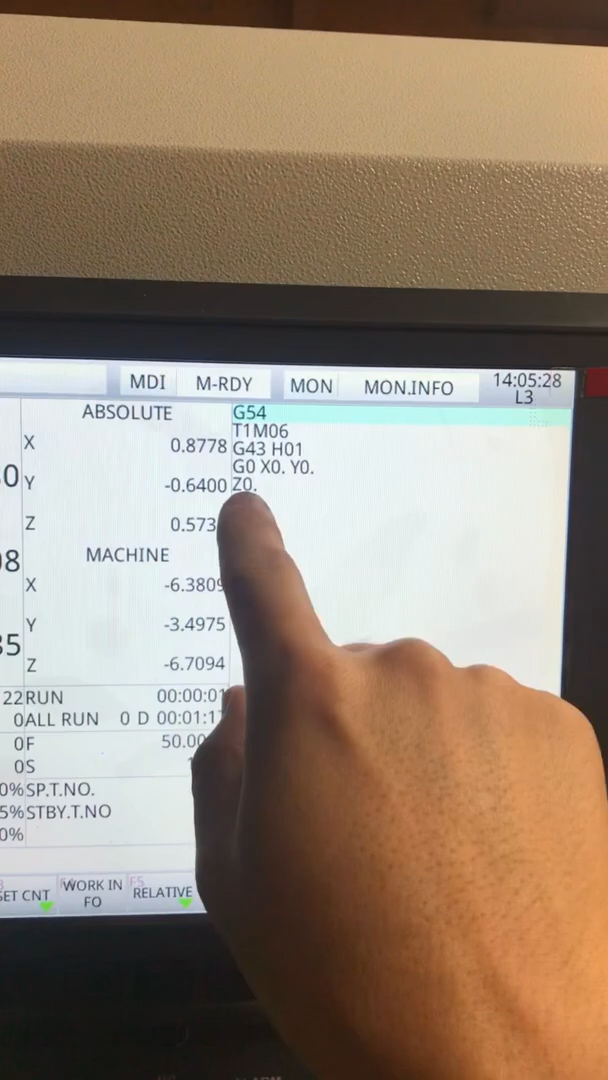 MDI M-RDY MON MON.INFO 14:05:28
L3
ABSOLUTE
X 0.8778
Y -0.6400
Z 0.573
MACHINE
X -6.3809
Y -3.4975
Z -6.7094
G54
T1M06
G43 H01
G0 X0. Y0.
Z0.
22 RUN 00:00:01
0 ALL RUN 0 D 00:01:1
0 F 50.00
0 S
0% SP.T.NO.
5% STBY.T.NO
0%
SET CNT
WORK IN
FO
F5
RELATIVE